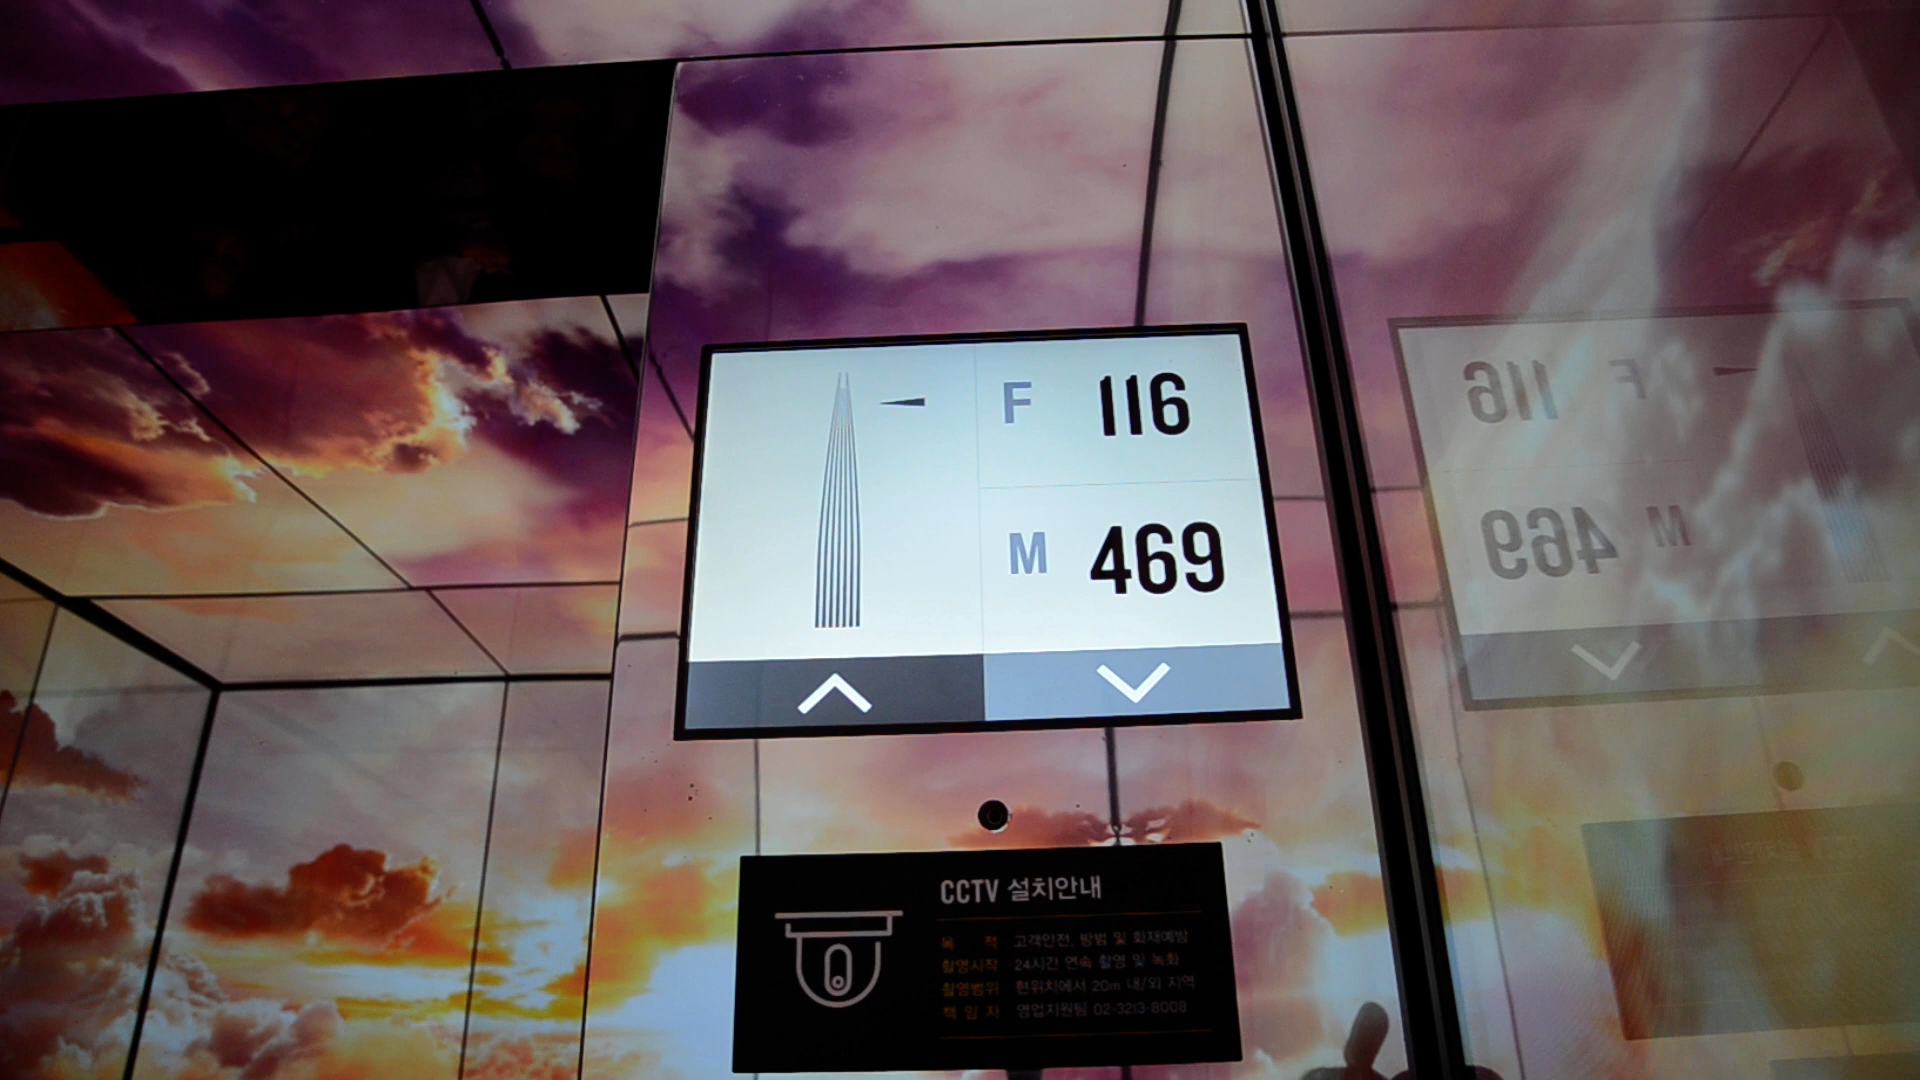 F 116
M 469
CCTV 설치안내
목 적 고객안전, 방범 및 화재예방
촬영시작 24시간 연속 촬영 및 녹화
촬영범위 현위치에서 20m 내/외 지역
책 임 자 영업지원팀 02-3213-8008
116 F
469 M